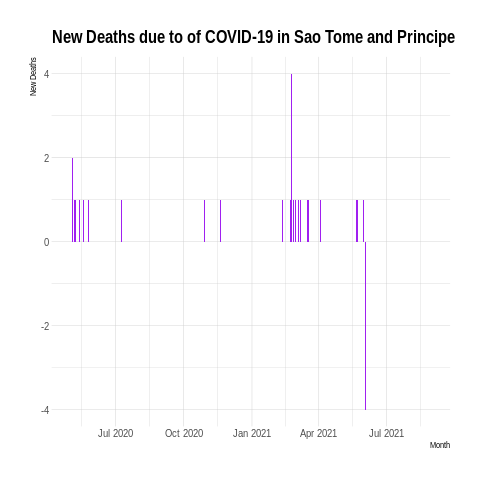 New Deaths due to of COVID-19 in Sao Tome and Principe
New Deaths
4
2
0
-2
-4
Jul 2020 Oct 2020 Jan 2021 Apr 2021 Jul 2021
Month